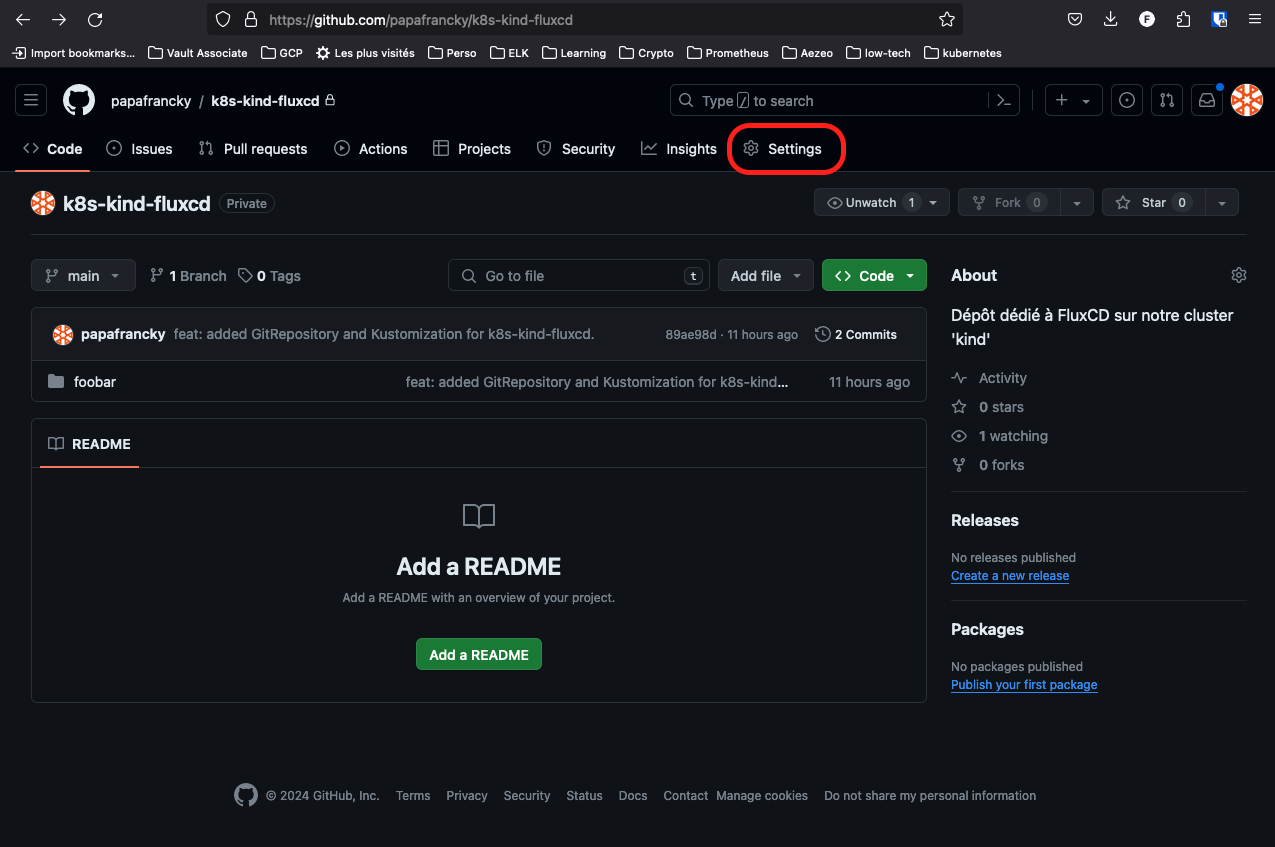 https://github.com/papafrancky/k8s-kind-fluxcd
F
Import bookmarks... Vault Associate GCP Les plus visités Perso ELK Learning Crypto Prometheus Aezeo low-tech kubernetes
papafrancky / k8s-kind-fluxcd
Type / to search
Code Issues Pull requests Actions Projects Security Insights Settings
k8s-kind-fluxcd Private
Unwatch 1 Fork 0 Star 0
main 1 Branch 0 Tags
Go to file t Add file Code
papafrancky feat: added GitRepository and Kustomization for k8s-kind-fluxcd. 89ae98d · 11 hours ago 2 Commits
foobar feat: added GitRepository and Kustomization for k8s-kind... 11 hours ago
README
Add a README
Add a README with an overview of your project.
Add a README
About
Dépôt dédié à FluxCD sur notre cluster
'kind'
Activity
0 stars
1 watching
0 forks
Releases
No releases published
Create a new release
Packages
No packages published
Publish your first package
© 2024 GitHub, Inc. Terms Privacy Security Status Docs Contact Manage cookies Do not share my personal information